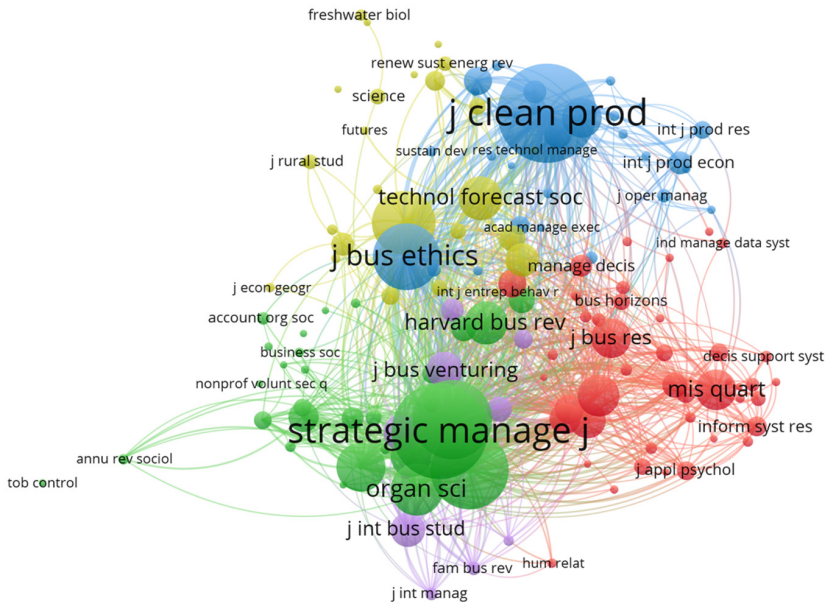 freshwater biol
renew sust energ rev
science
j clean prod
futures
int j prod res
sustain dev
res technol manage
j rural stud
int j prod econ
technol forecast soc
j oper manag
acad manage exec
j bus ethics
ind manage data syst
manage decis
j econ geogr
int j entrep behav r
bus horizons
account org soc
harvard bus rev
j bus res
business soc
decis support syst
j bus venturing
nonprof volunt sec q
mis quart
strategic manage j
inform syst res
annu rev sociol
j appl psychol
tob control
organ sci
j int bus stud
fam bus rev
hum relat
j int manag